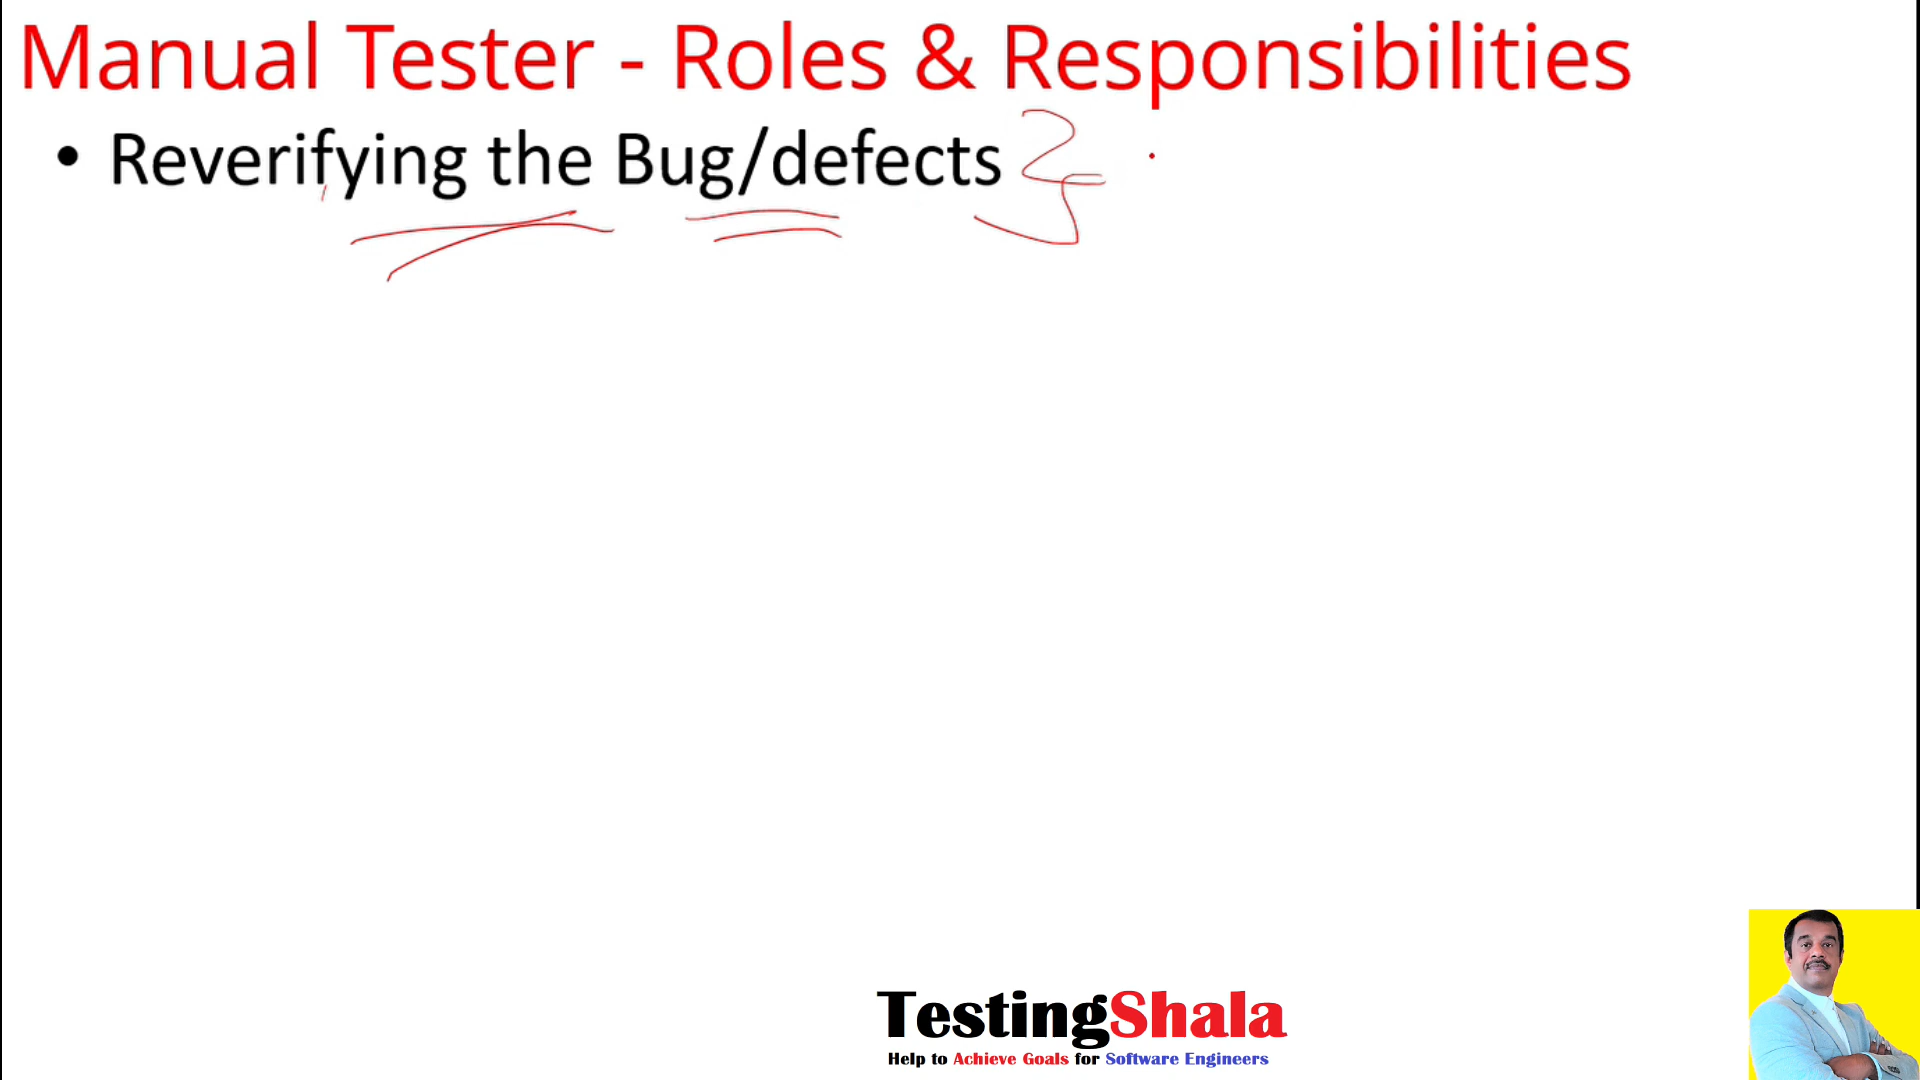 Manual Tester - Roles & Responsibilities
• Reverifying the Bug/defects
TestingShala
Help to Achieve Goals for Software Engineers